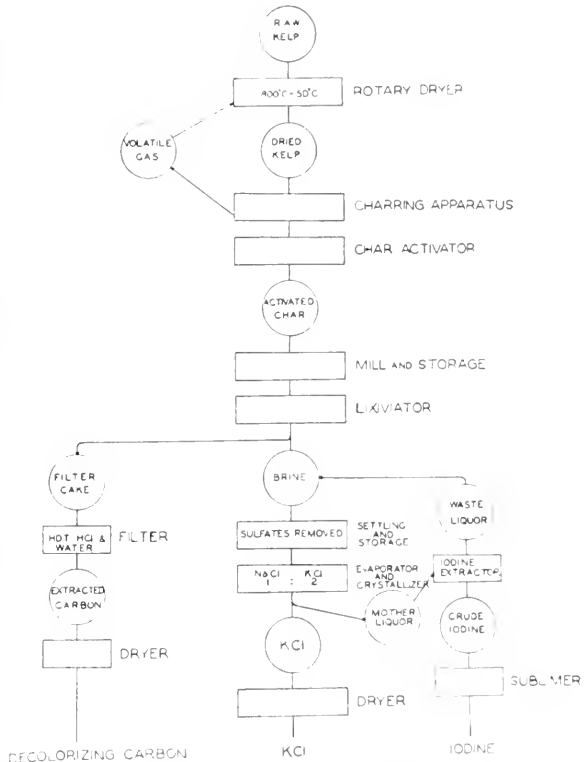 RAW
KELP
ROTARY DRYER
VOLATILE
GAS
DRIED
KELP
CHARRING APPARATUS
CHAR ACTIVATOR
ACTIVATED
CHAR
MILL AND STORAGE
LIXIVIATOR
FILTER
CAKE
BRINE
WASTE
LIQUOR
HOT HCl &
WATER
FILTER
SULFATES REMOVED
SETTLING
AND
STORAGE
IODINE
EXTRACTOR
NaCl KCl
1 : 2
EVAPORATOR
AND
CRYSTALLIZER
EXTRACTED
CARBON
MOTHER
LIQUOR
CRUDE
IODINE
KCl
DRYER
SUBLIMER
DRYER
DECOLORIZING CARBON
KCl
IODINE